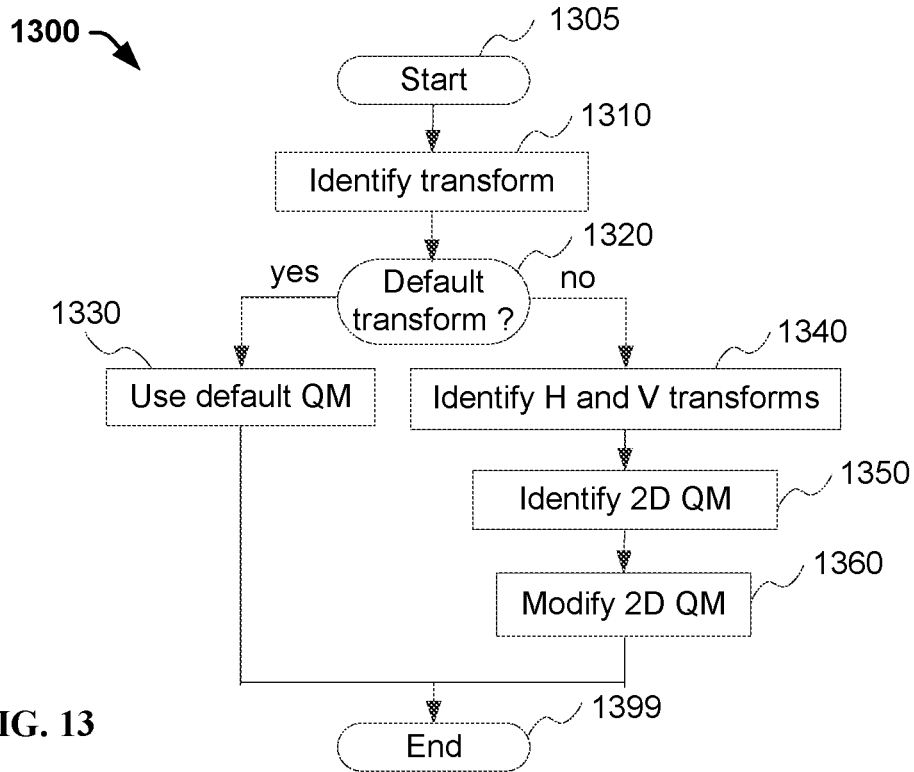 1300
1305
Start
1310
Identify transform
1320
Default
transform ?
yes
no
1330
Use default QM
1340
Identify H and V transforms
1350
Identify 2D QM
1360
Modify 2D QM
1399
End
IG. 13